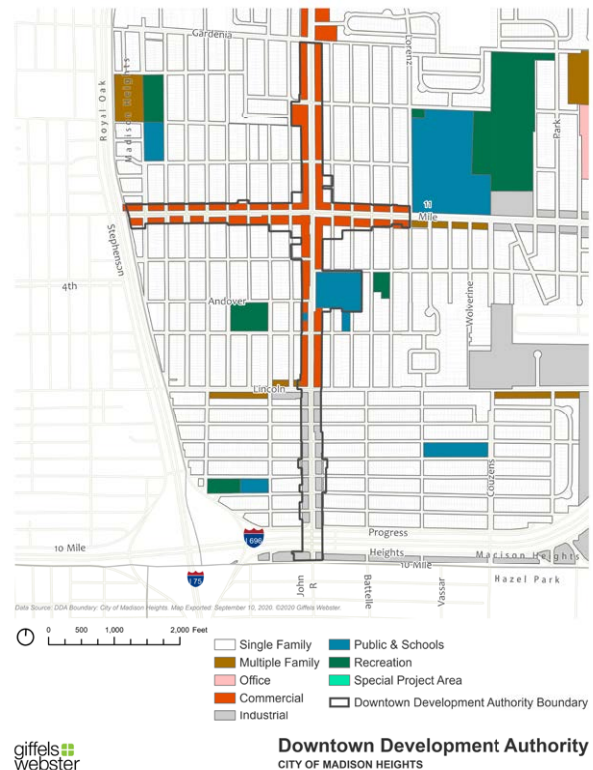 Gardenia
Lorenz
Royal Oak
Madison Heights
Park
11
Mile
Stephenson
4th
Andover
Wolverine
Lincoln
Couzens
Progress
I 696
10 Mile
Heights
Madison Heights
10 Mile
Hazel Park
I 75
John
R
Battelle
Vassar
Data Source: DDA Boundary: City of Madison Heights. Map Exported: September 10, 2020. ©2020 Giffels Webster
0 500 1,000 2,000 Feet
Single Family
Multiple Family
Office
Commercial
Industrial
Public & Schools
Recreation
Special Project Area
Downtown Development Authority Boundary
giffels
webster
Downtown Development Authority
CITY OF MADISON HEIGHTS